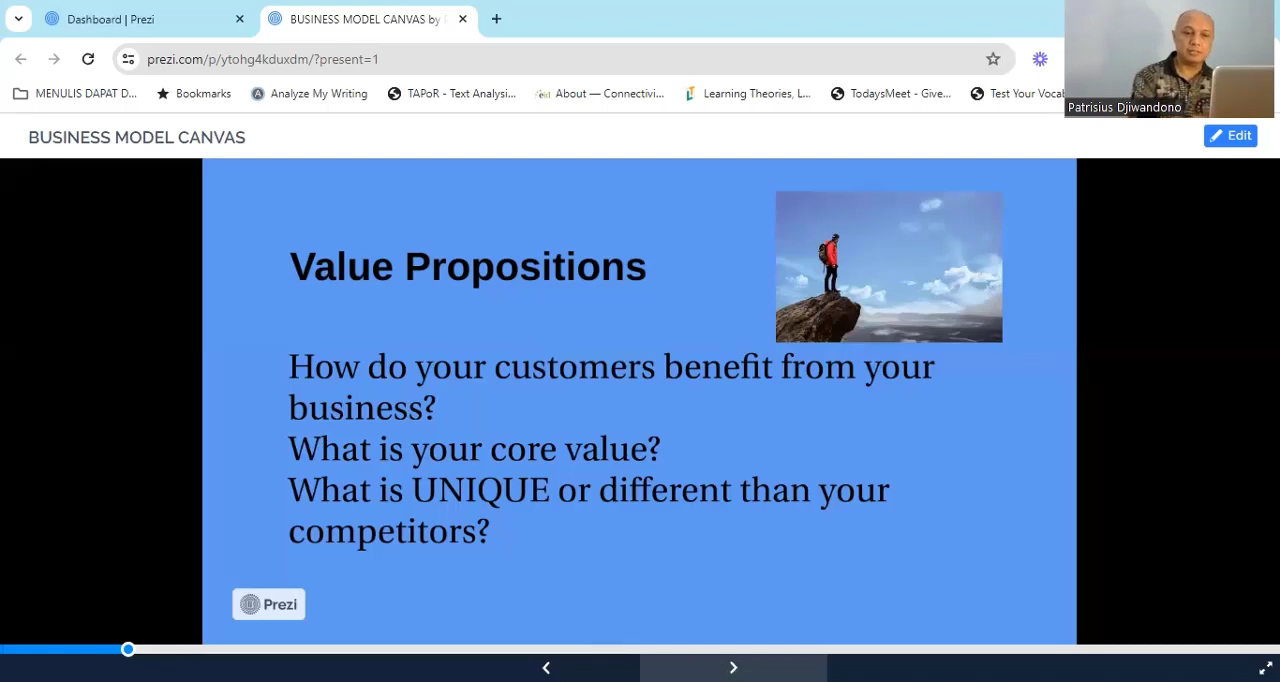 Dashboard | Prezi
BUSINESS MODEL CANVAS by
prezi.com/p/ytohg4kduxdm/?present=1
MENULIS DAPAT D...
Bookmarks
Analyze My Writing
TAPoR - Text Analysi...
About — Connectivi...
Learning Theories, L...
TodaysMeet - Give...
Test Your Vocab
Patrisius Djiwandono
BUSINESS MODEL CANVAS
Edit
Value Propositions
How do your customers benefit from your
business?
What is your core value?
What is UNIQUE or different than your
competitors?
Prezi